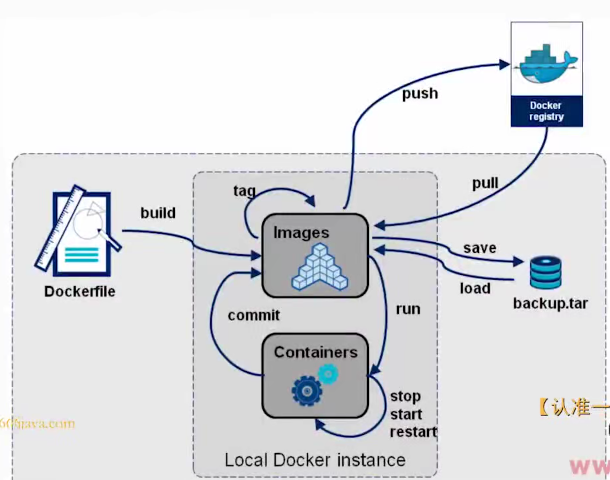 Docker
registry
push
pull
tag
build
Images
save
load
Dockerfile
backup.tar
commit
run
Containers
stop
start
restart
Local Docker instance
java.com
【认准一
ww